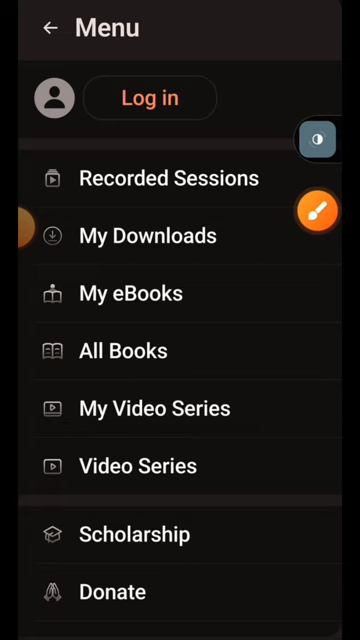 Menu
Log in
Recorded Sessions
My Downloads
My eBooks
All Books
My Video Series
Video Series
Scholarship
Donate